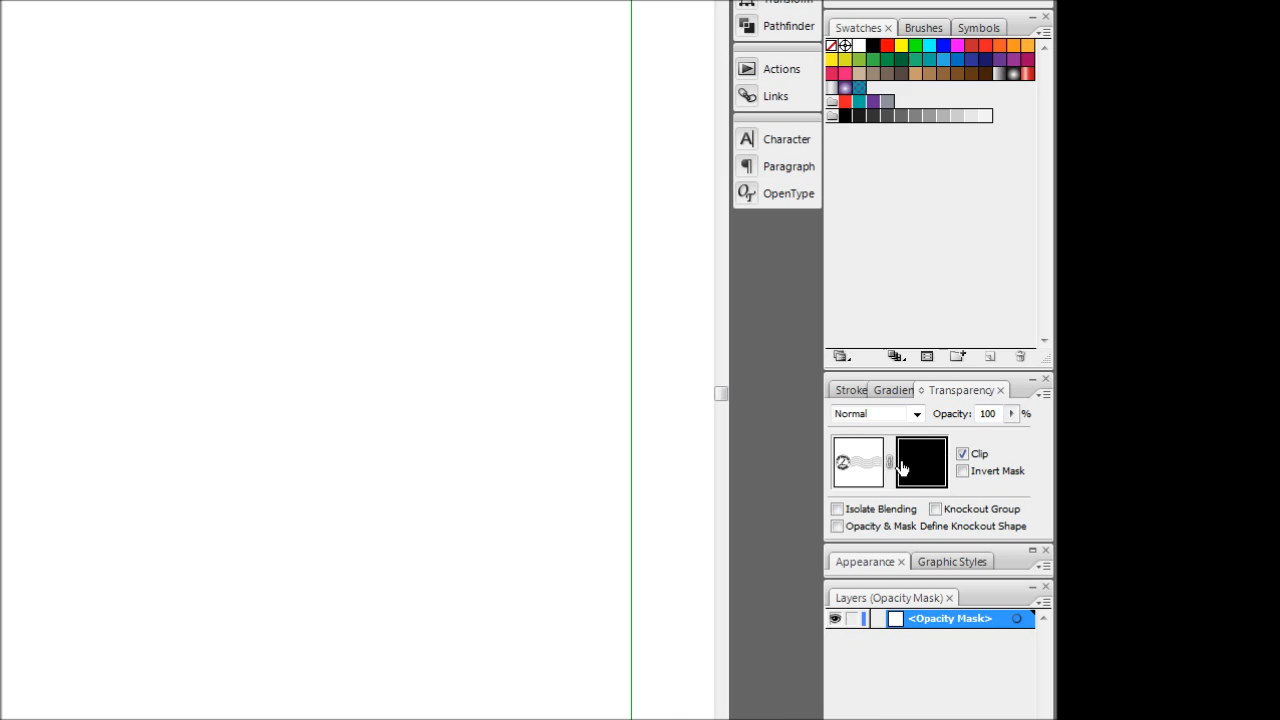 Pathfinder
Actions
Links
Character
Paragraph
OpenType
Swatches Brushes Symbols
Stroke Gradien Transparency
Normal Opacity: 100 %
Clip
Invert Mask
Isolate Blending Knockout Group
Opacity & Mask Define Knockout Shape
Appearance Graphic Styles
Layers (Opacity Mask)
<Opacity Mask>